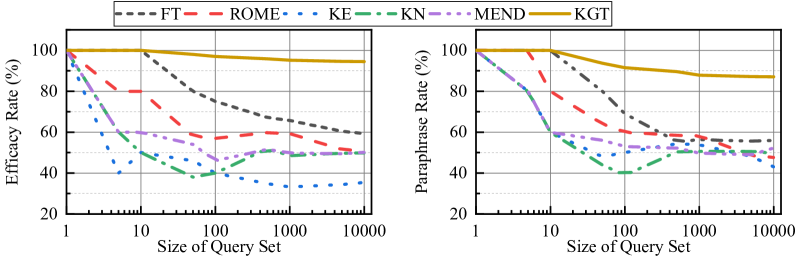 FT ROME KE KN MEND KGT
Efficacy Rate (%)
100
80
60
40
20
1 10 100 1000 10000
Size of Query Set
Paraphrase Rate (%)
100
80
60
40
20
1 10 100 1000 10000
Size of Query Set